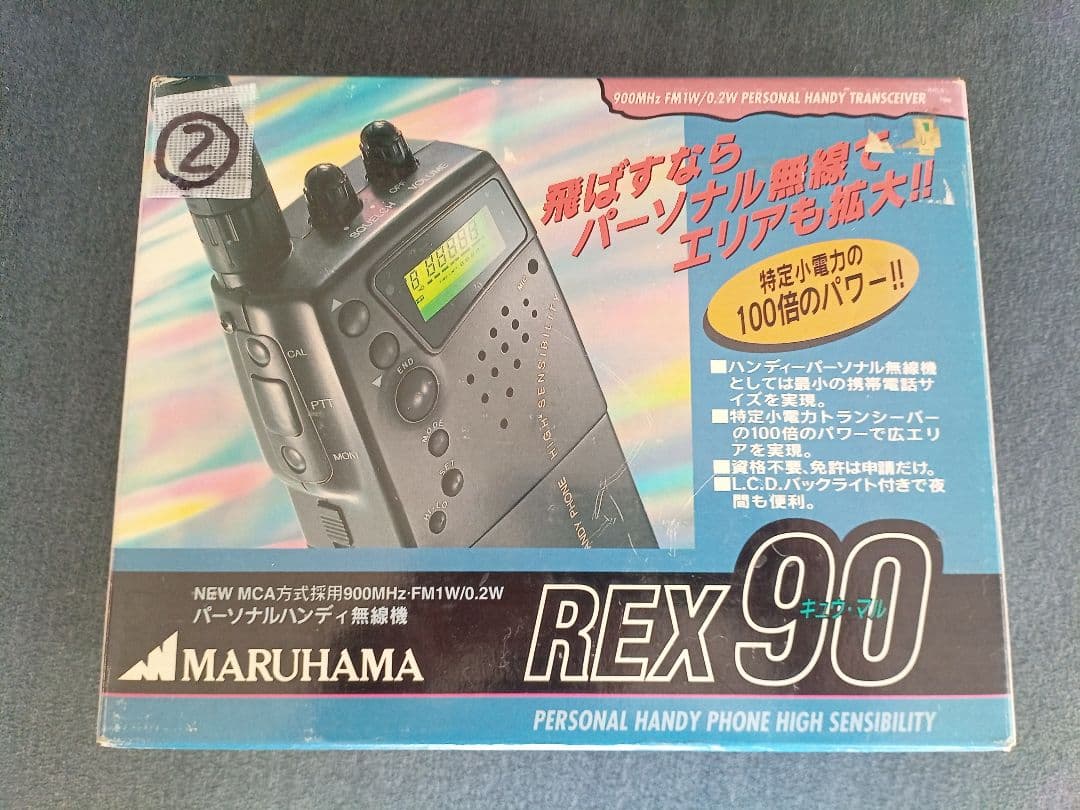 ②
900MHz FM1W/0.2W PERSONAL HANDY TRANSCEIVER
飛ばすなら
パーソナル無線で
エリアも拡大!!
特定小電力の
100倍のパワー!!
■ハンディーパーソナル無線機
としては最小の携帯電話サ
イズを実現。
■特定小電力トランシーバー
の100倍のパワーで広エリ
アを実現。
■資格不要、免許は申請だけ。
■L.C.D.バックライト付きで夜
間も便利。
OFF VOLUME
SQUELCH
MIC
CAL
PTT
MONI
END
MODE
SET
HI-LO
HIGH SENSIBILITY
ANDY PHONE
NEW MCA方式採用900MHz·FM1W/0.2W
パーソナルハンディ無線機
MARUHAMA
REX 90
キュウ・マル
PERSONAL HANDY PHONE HIGH SENSIBILITY